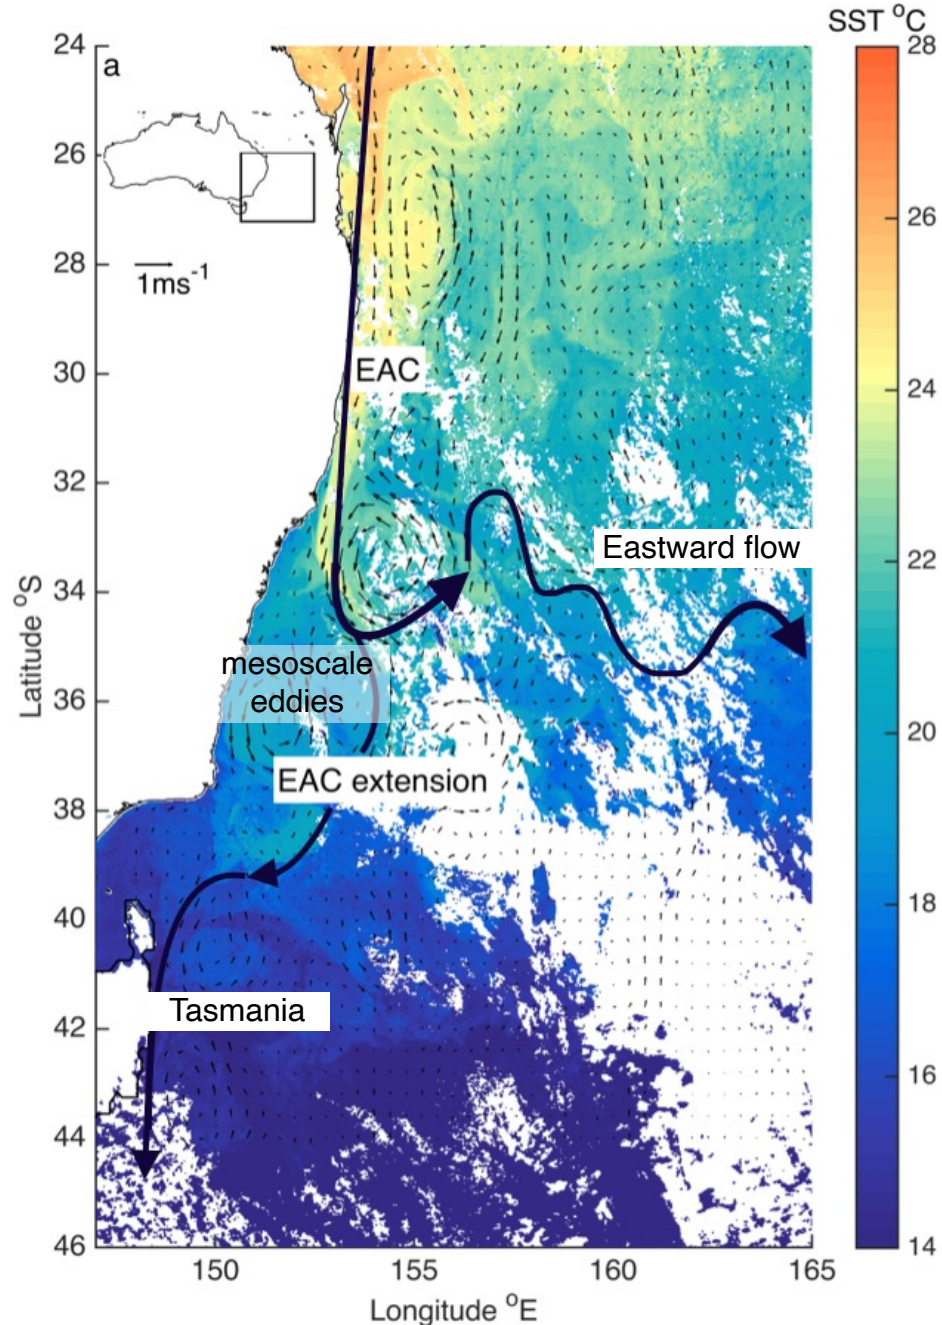 SST °C
a
24
26
28
30
32
34
36
38
40
42
44
46
Latitude °S
1ms⁻¹
EAC
Eastward flow
mesoscale
eddies
EAC extension
Tasmania
150
155
160
165
Longitude °E
28
26
24
22
20
18
16
14